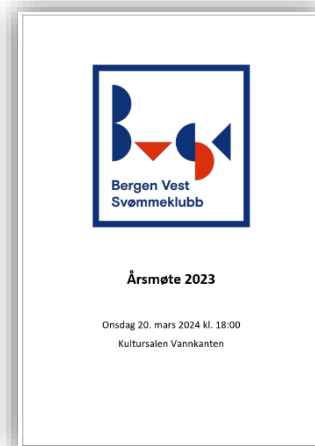 Bergen Vest
Svømmeklubb
Årsmøte 2023
Onsdag 20. mars 2024 kl. 18:00
Kultursalen Vannkanten